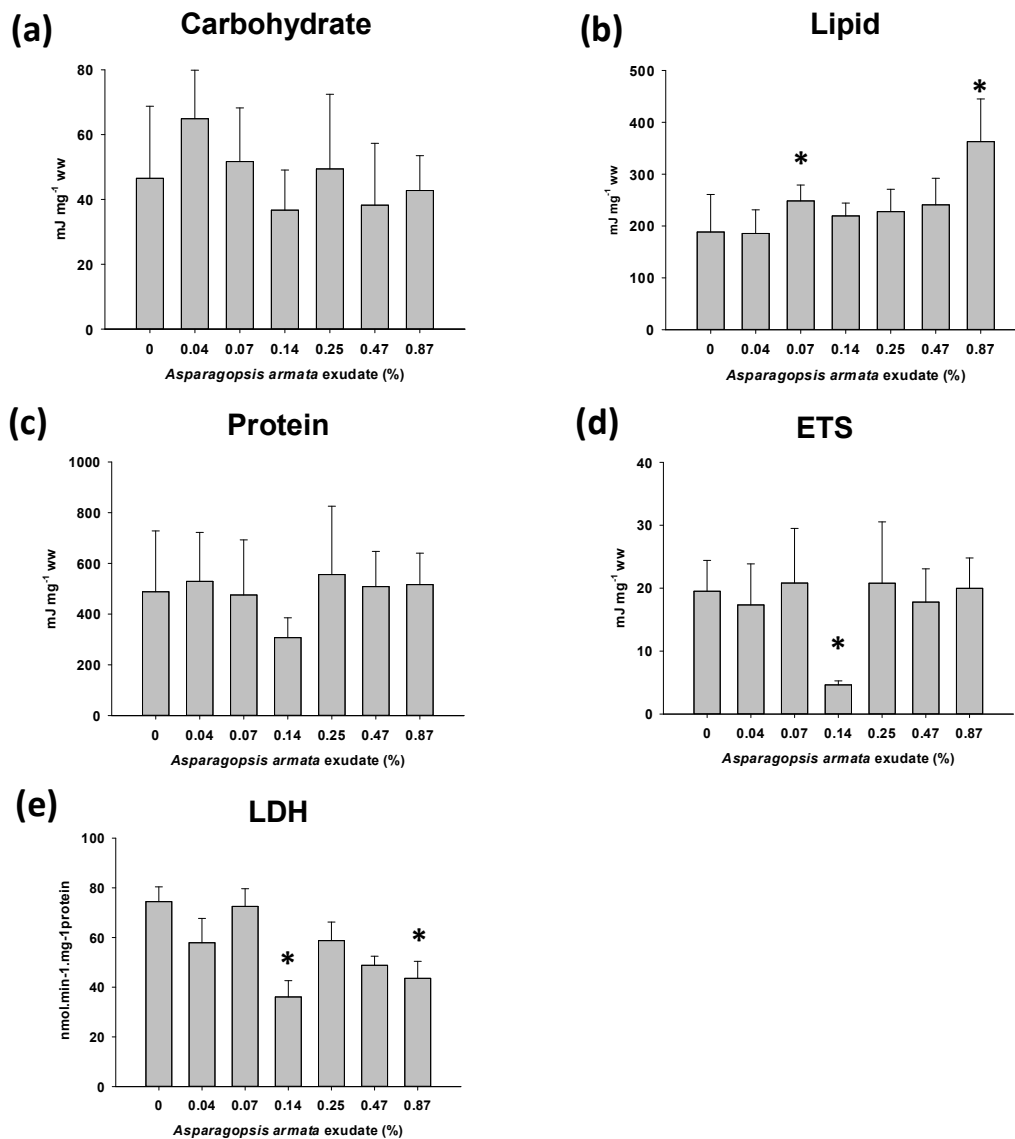 (a)
Carbohydrate
mJ mg-1 ww
80
60
40
20
0
0 0.04 0.07 0.14 0.25 0.47 0.87
Asparagopsis armata exudate (%)
(b)
Lipid
mJ mg-1 ww
500
400
300
200
100
0
*
*
0 0.04 0.07 0.14 0.25 0.47 0.87
Asparagopsis armata exudate (%)
(c)
Protein
mJ mg-1 ww
1000
800
600
400
200
0
0 0.04 0.07 0.14 0.25 0.47 0.87
Asparagopsis armata exudate (%)
(d)
ETS
mJ mg-1 ww
40
30
20
10
0
*
0 0.04 0.07 0.14 0.25 0.47 0.87
Asparagopsis armata exudate (%)
(e)
LDH
nmol.min-1.mg-1protein
100
80
60
40
20
0
*
*
0 0.04 0.07 0.14 0.25 0.47 0.87
Asparagopsis armata exudate (%)